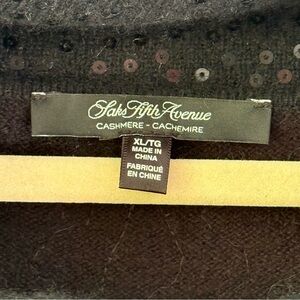 Saks Fifth Avenue
CASHMERE - CACHEMIRE
XL/TG
MADE IN
CHINA
FABRIQUÉ
EN CHINE